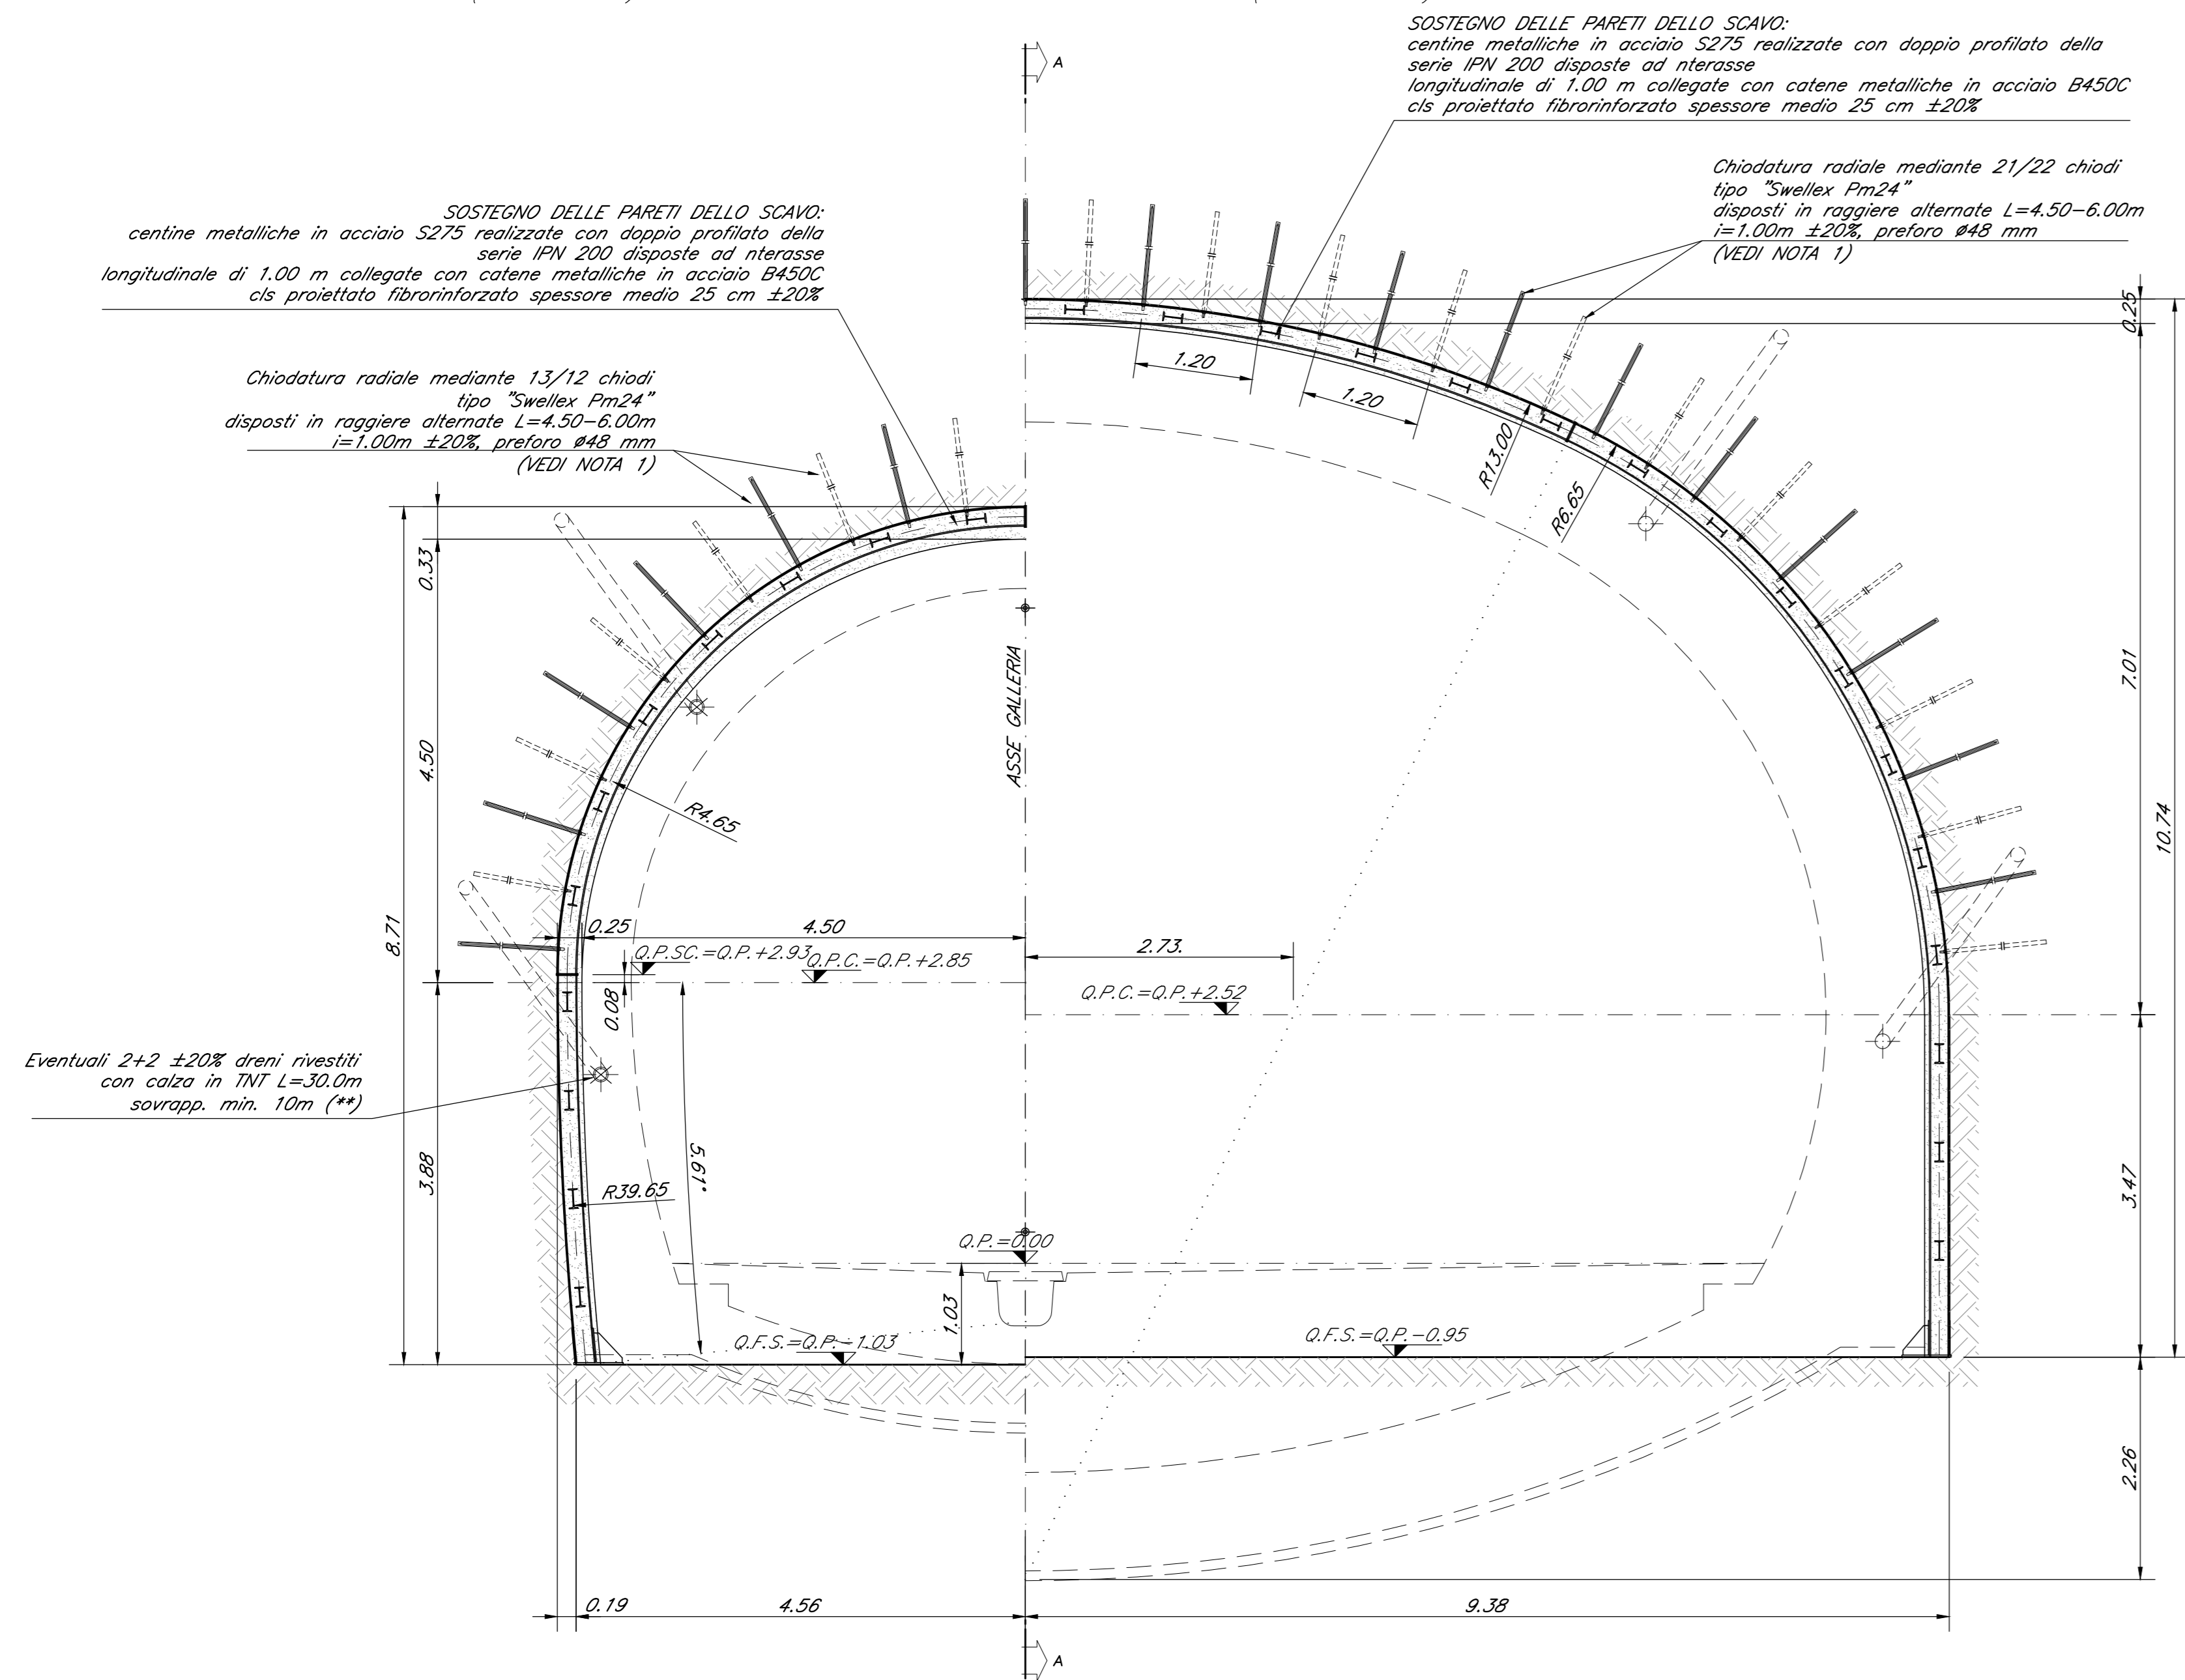 SOSTEGNO DELLE PARETI DELLO SCAVO:
centine metalliche in acciaio S275 realizzate con doppio profilato della
serie IPN 200 disposte ad nterasse
longitudinale di 1.00 m collegate con catene metalliche in acciaio B450C
cls proiettato fibrorinforzato spessore medio 25 cm ±20%
A
Chiodatura radiale mediante 21/22 chiodi
tipo "Swellex Pm24"
disposti in raggiere alternate L=4.50-6.00m
i=1.00m ±20%, preforo ø48 mm
(VEDI NOTA 1)
SOSTEGNO DELLE PARETI DELLO SCAVO:
centine metalliche in acciaio S275 realizzate con doppio profilato della
serie IPN 200 disposte ad nterasse
longitudinale di 1.00 m collegate con catene metalliche in acciaio B450C
cls proiettato fibrorinforzato spessore medio 25 cm ±20%
Chiodatura radiale mediante 13/12 chiodi
tipo "Swellex Pm24"
disposti in raggiere alternate L=4.50-6.00m
i=1.00m ±20%, preforo ø48 mm
(VEDI NOTA 1)
0.25
1.20
1.20
R13.00
R6.65
0.33
4.50
8.71
3.88
ASSE GALLERIA
7.01
10.74
R4.65
0.25
4.50
Q.P.SC.=Q.P.+2.93
Q.P.C.=Q.P.+2.85
2.73.
Q.P.C.=Q.P.+2.52
0.08
Eventuali 2+2 ±20% dreni rivestiti
con calza in TNT L=30.0m
sovrapp. min. 10m (**)
5.61°
R39.65
3.47
Q.P.=0.00
1.03
Q.F.S.=Q.P.-1.03
Q.F.S.=Q.P.-0.95
2.26
0.19
4.56
9.38
A